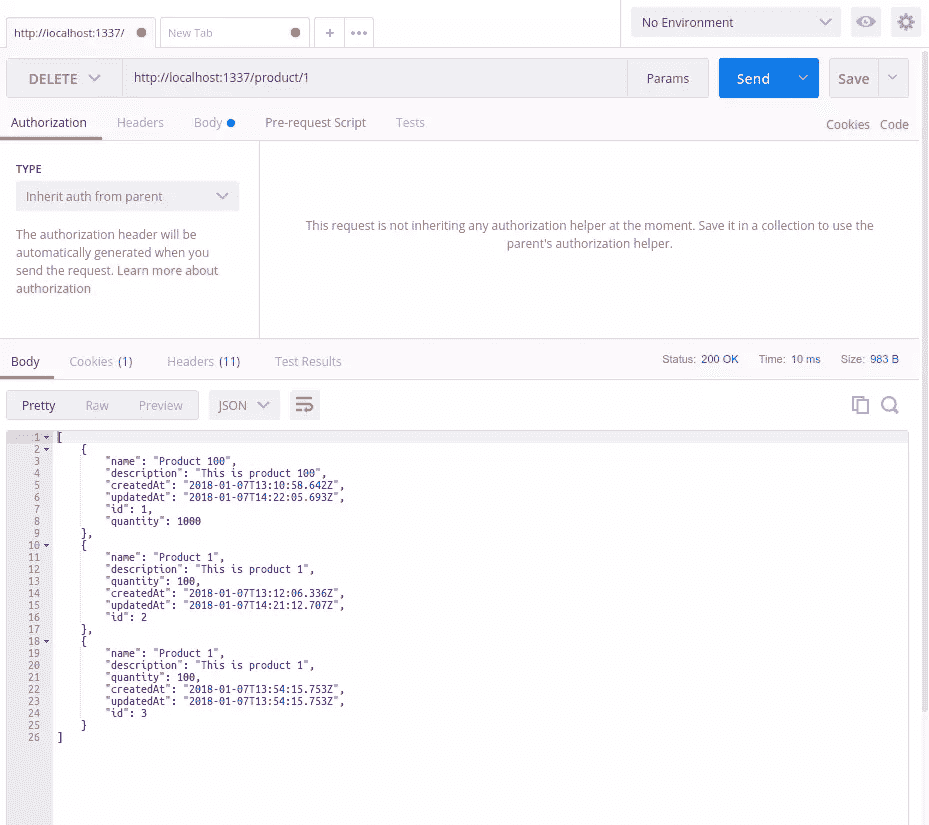 http://localhost:1337/
New Tab
+
•••
No Environment
DELETE
http://localhost:1337/product/1
Params
Send
Save
Authorization
Headers
Body
Pre-request Script
Tests
Cookies
Code
TYPE
Inherit auth from parent
The authorization header will be
automatically generated when you
send the request. Learn more about
authorization
This request is not inheriting any authorization helper at the moment. Save it in a collection to use the
parent's authorization helper.
Body
Cookies (1)
Headers (11)
Test Results
Status: 200 OK
Time: 10 ms
Size: 983 B
Pretty
Raw
Preview
JSON
1 [
2 {
3 "name": "Product 100",
4 "description": "This is product 100",
5 "createdAt": "2018-01-07T13:10:58.642Z",
6 "updatedAt": "2018-01-07T14:22:05.693Z",
7 "id": 1,
8 "quantity": 1000
9 },
10 {
11 "name": "Product 1",
12 "description": "This is product 1",
13 "quantity": 100,
14 "createdAt": "2018-01-07T13:12:06.336Z",
15 "updatedAt": "2018-01-07T14:21:12.707Z",
16 "id": 2
17 },
18 {
19 "name": "Product 1",
20 "description": "This is product 1",
21 "quantity": 100,
22 "createdAt": "2018-01-07T13:54:15.753Z",
23 "updatedAt": "2018-01-07T13:54:15.753Z",
24 "id": 3
25 }
26 ]